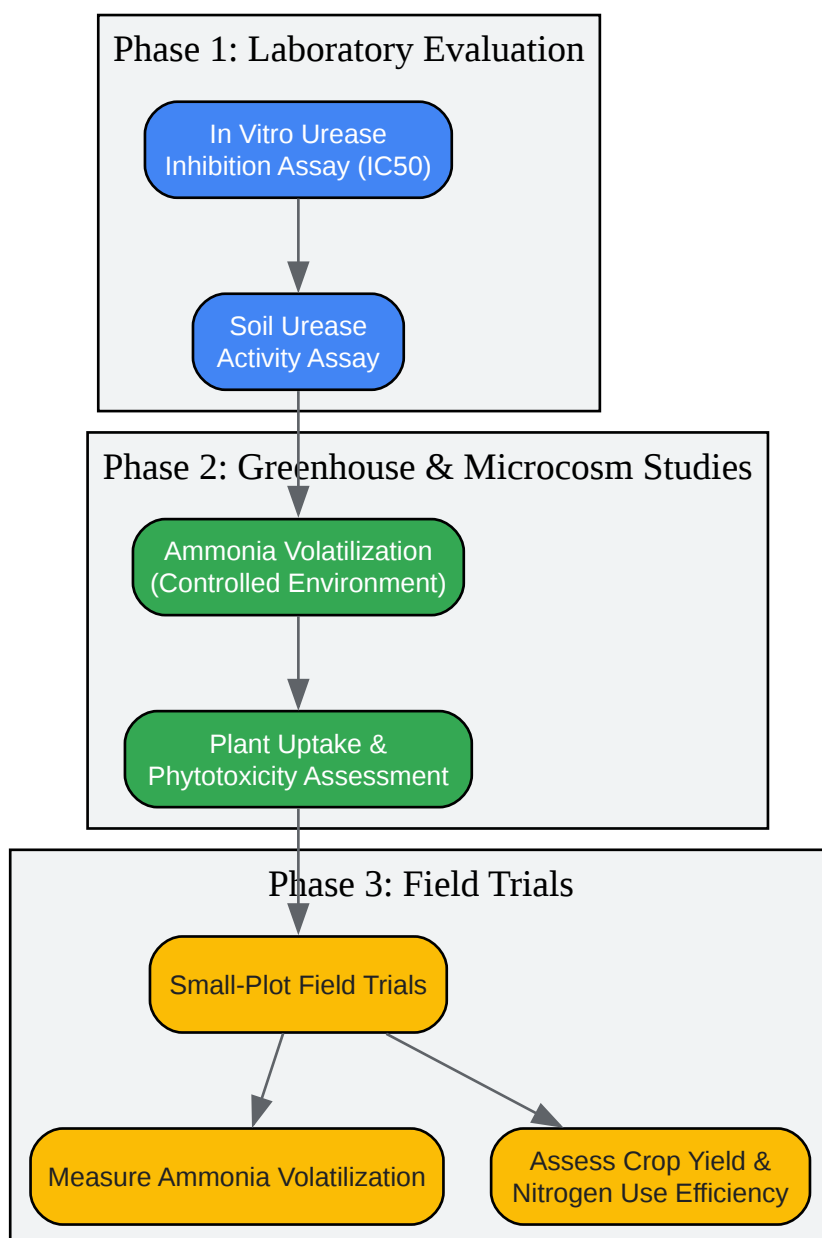 Phase 1: Laboratory Evaluation
In Vitro Urease
Inhibition Assay (IC50)
Soil Urease
Activity Assay
Phase 2: Greenhouse & Microcosm Studies
Ammonia Volatilization
(Controlled Environment)
Plant Uptake &
Phytotoxicity Assessment
Phase 3: Field Trials
Small-Plot Field Trials
Measure Ammonia Volatilization
Assess Crop Yield &
Nitrogen Use Efficiency